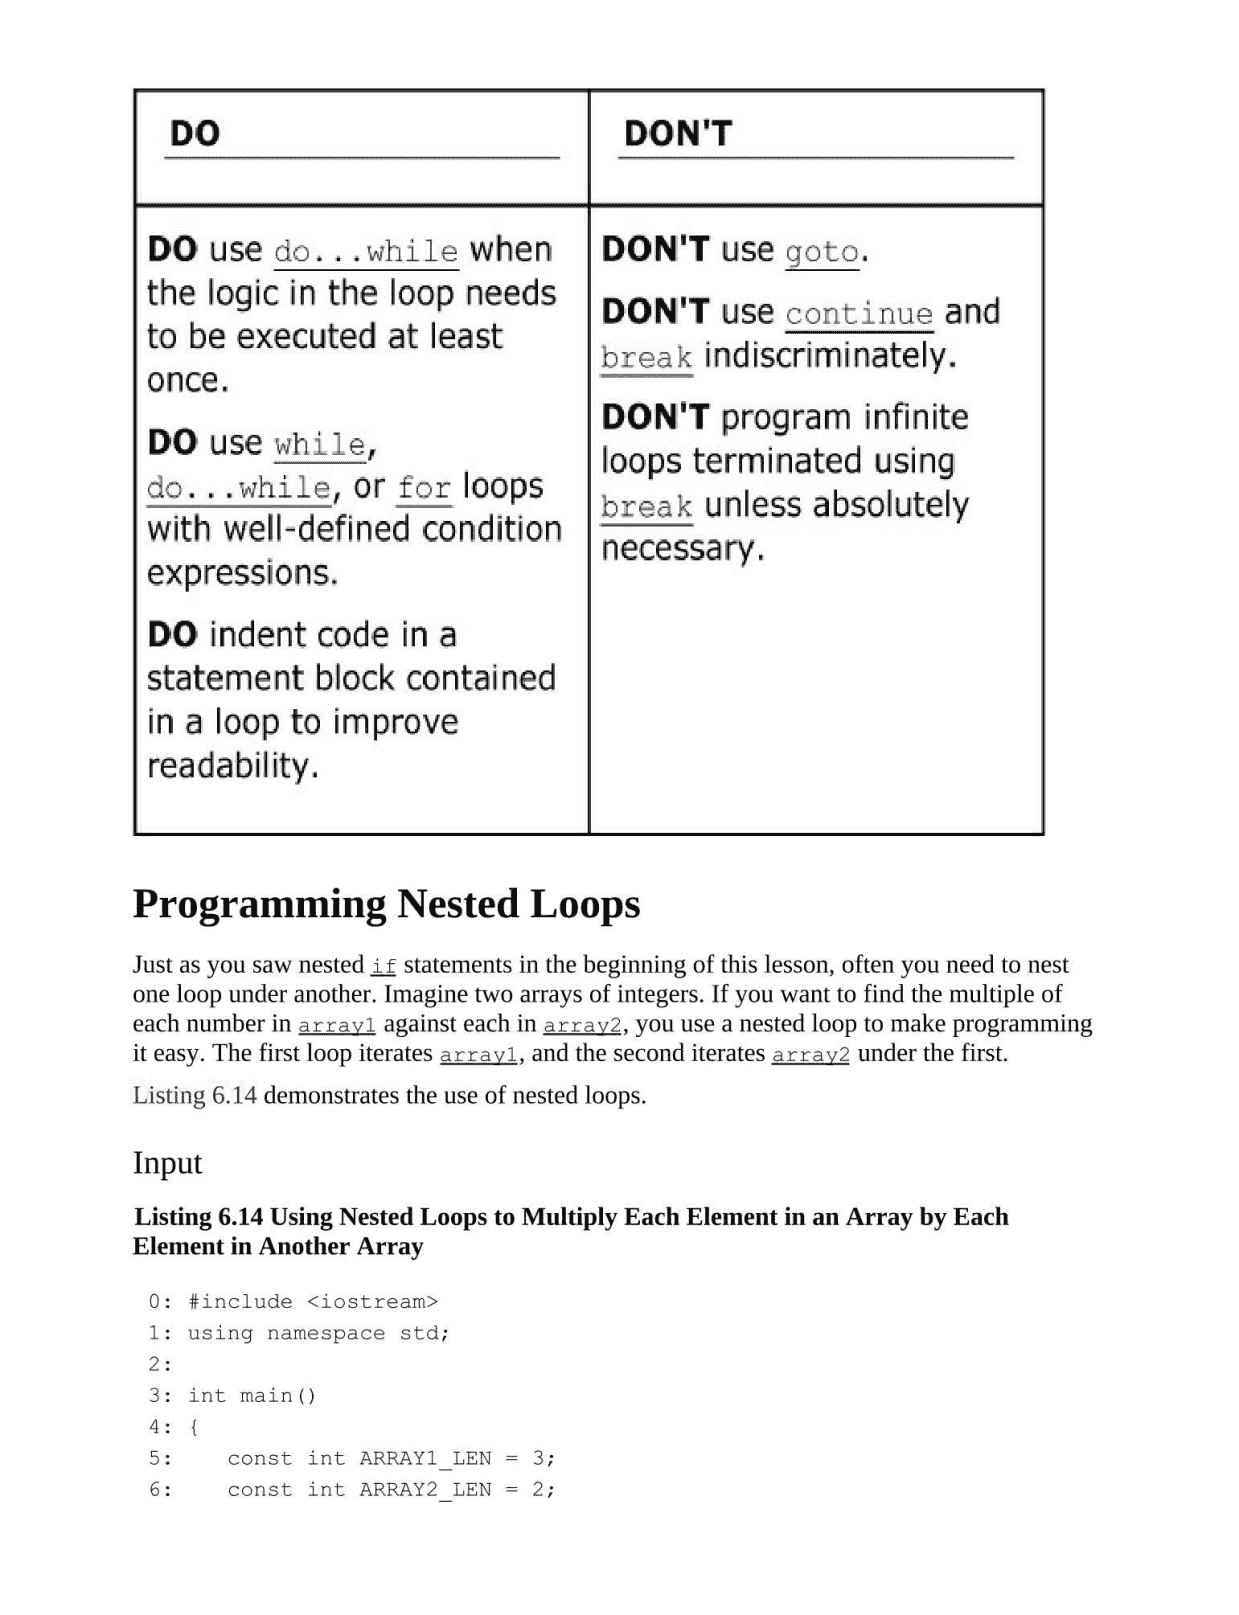 DO
DON'T
DO use do...while when
the logic in the loop needs
to be executed at least
once.
DO use while,
do...while, or for loops
with well-defined condition
expressions.
DO indent code in a
statement block contained
in a loop to improve
readability.
DON'T use goto.
DON'T use continue and
break indiscriminately.
DON'T program infinite
loops terminated using
break unless absolutely
necessary.
Programming Nested Loops
Just as you saw nested if statements in the beginning of this lesson, often you need to nest
one loop under another. Imagine two arrays of integers. If you want to find the multiple of
each number in array1 against each in array2, you use a nested loop to make programming
it easy. The first loop iterates array1, and the second iterates array2 under the first.
Listing 6.14 demonstrates the use of nested loops.
Input
Listing 6.14 Using Nested Loops to Multiply Each Element in an Array by Each
Element in Another Array
0: #include <iostream>
1: using namespace std;
2:
3: int main()
4: {
5:    const int ARRAY1_LEN = 3;
6:    const int ARRAY2_LEN = 2;